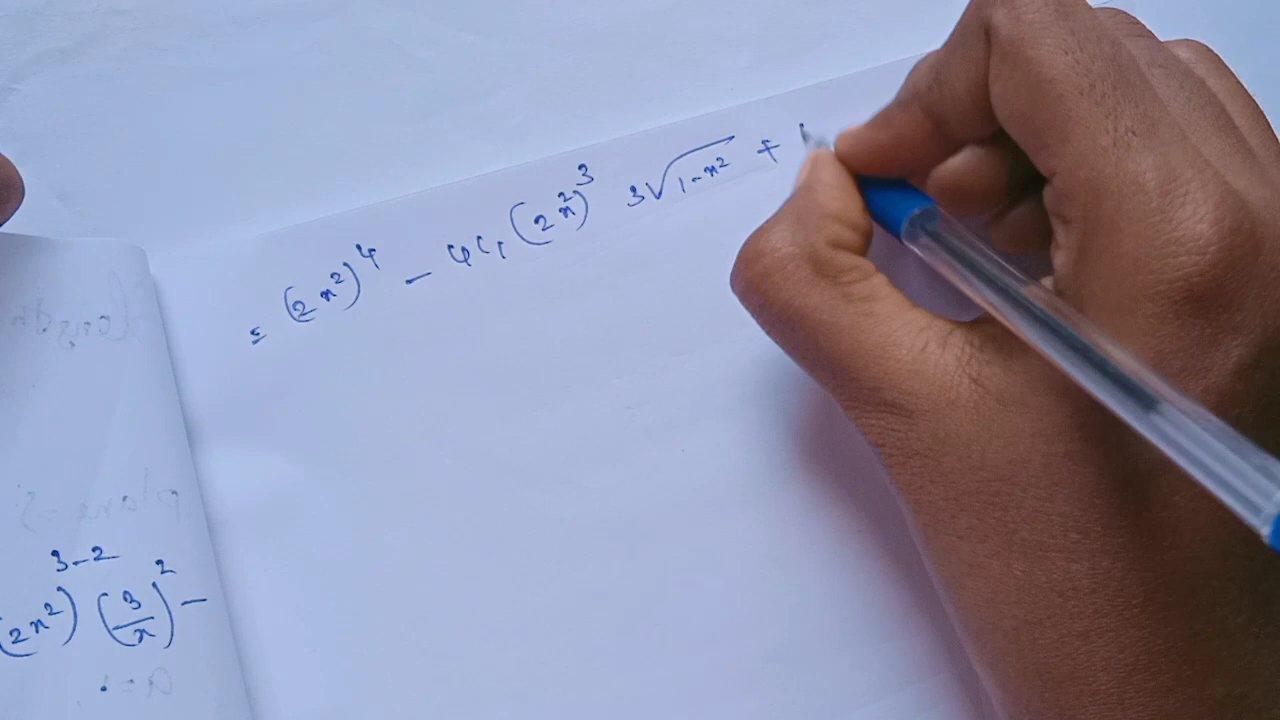 = (2x²)⁴ - 4C₁ (2x²)³ 3√(1-x²) +
3-2
(2x²) (3/x)² -